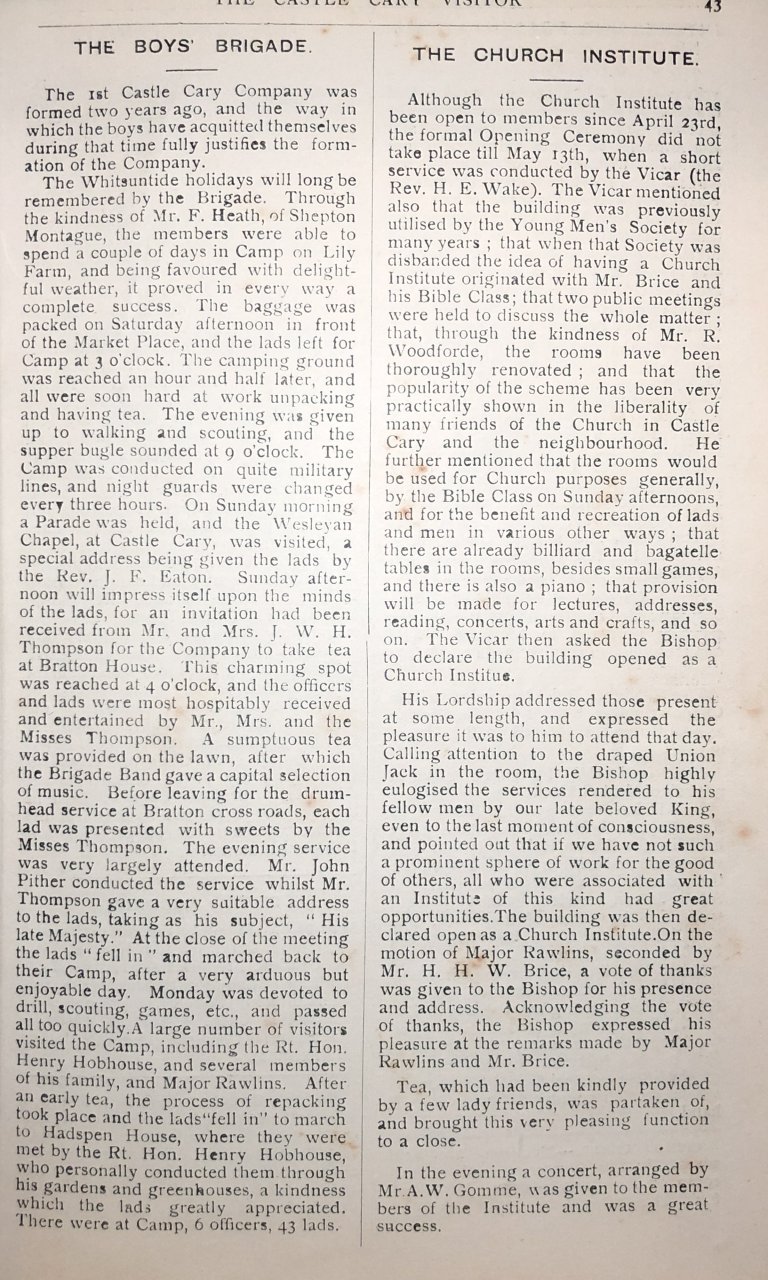 THE CASTLE CARY VISITOR
43
THE BOYS' BRIGADE.
The 1st Castle Cary Company was
formed two years ago, and the way in
which the boys have acquitted themselves
during that time fully justifies the form-
ation of the Company.
The Whitsuntide holidays will long be
remembered by the Brigade. Through
the kindness of Mr. F. Heath, of Shepton
Montague, the members were able to
spend a couple of days in Camp on Lily
Farm, and being favoured with delight-
ful weather, it proved in every way a
complete success. The baggage was
packed on Saturday afternoon in front
of the Market Place, and the lads left for
Camp at 3 o'clock. The camping ground
was reached an hour and half later, and
all were soon hard at work unpacking
and having tea. The evening was given
up to walking and scouting, and the
supper bugle sounded at 9 o'clock. The
Camp was conducted on quite military
lines, and night guards were changed
every three hours. On Sunday morning
a Parade was held, and the Wesleyan
Chapel, at Castle Cary, was visited, a
special address being given the lads by
the Rev. J. F. Eaton. Sunday after-
noon will impress itself upon the minds
of the lads, for an invitation had been
received from Mr. and Mrs. J. W. H.
Thompson for the Company to take tea
at Bratton House. This charming spot
was reached at 4 o'clock, and the officers
and lads were most hospitably received
and entertained by Mr., Mrs. and the
Misses Thompson. A sumptuous tea
was provided on the lawn, after which
the Brigade Band gave a capital selection
of music. Before leaving for the drum-
head service at Bratton cross roads, each
lad was presented with sweets by the
Misses Thompson. The evening service
was very largely attended. Mr. John
Pither conducted the service whilst Mr.
Thompson gave a very suitable address
to the lads, taking as his subject, " His
late Majesty." At the close of the meeting
the lads " fell in " and marched back to
their Camp, after a very arduous but
enjoyable day. Monday was devoted to
drill, scouting, games, etc., and passed
all too quickly.A large number of visitors
visited the Camp, including the Rt. Hon.
Henry Hobhouse, and several members
of his family, and Major Rawlins. After
an early tea, the process of repacking
took place and the lads"fell in" to march
to Hadspen House, where they were
met by the Rt. Hon. Henry Hobhouse,
who personally conducted them through
his gardens and greenhouses, a kindness
which the lads greatly appreciated.
There were at Camp, 6 officers, 43 lads.
THE CHURCH INSTITUTE.
Although the Church Institute has
been open to members since April 23rd,
the formal Opening Ceremony did not
take place till May 13th, when a short
service was conducted by the Vicar (the
Rev. H. E. Wake). The Vicar mentioned
also that the building was previously
utilised by the Young Men's Society for
many years ; that when that Society was
disbanded the idea of having a Church
Institute originated with Mr. Brice and
his Bible Class; that two public meetings
were held to discuss the whole matter ;
that, through the kindness of Mr. R.
Woodforde, the rooms have been
thoroughly renovated ; and that the
popularity of the scheme has been very
practically shown in the liberality of
many friends of the Church in Castle
Cary and the neighbourhood. He
further mentioned that the rooms would
be used for Church purposes generally,
by the Bible Class on Sunday afternoons,
and for the benefit and recreation of lads
and men in various other ways ; that
there are already billiard and bagatelle
tables in the rooms, besides small games,
and there is also a piano ; that provision
will be made for lectures, addresses,
reading, concerts, arts and crafts, and so
on. The Vicar then asked the Bishop
to declare the building opened as a
Church Institue.
His Lordship addressed those present
at some length, and expressed the
pleasure it was to him to attend that day.
Calling attention to the draped Union
Jack in the room, the Bishop highly
eulogised the services rendered to his
fellow men by our late beloved King,
even to the last moment of consciousness,
and pointed out that if we have not such
a prominent sphere of work for the good
of others, all who were associated with
an Institute of this kind had great
opportunities.The building was then de-
clared open as a Church Institute.On the
motion of Major Rawlins, seconded by
Mr. H. H. W. Brice, a vote of thanks
was given to the Bishop for his presence
and address. Acknowledging the vote
of thanks, the Bishop expressed his
pleasure at the remarks made by Major
Rawlins and Mr. Brice.
Tea, which had been kindly provided
by a few lady friends, was partaken of,
and brought this very pleasing function
to a close.
In the evening a concert, arranged by
Mr.A.W. Gomme, was given to the mem-
bers of the Institute and was a great
success.